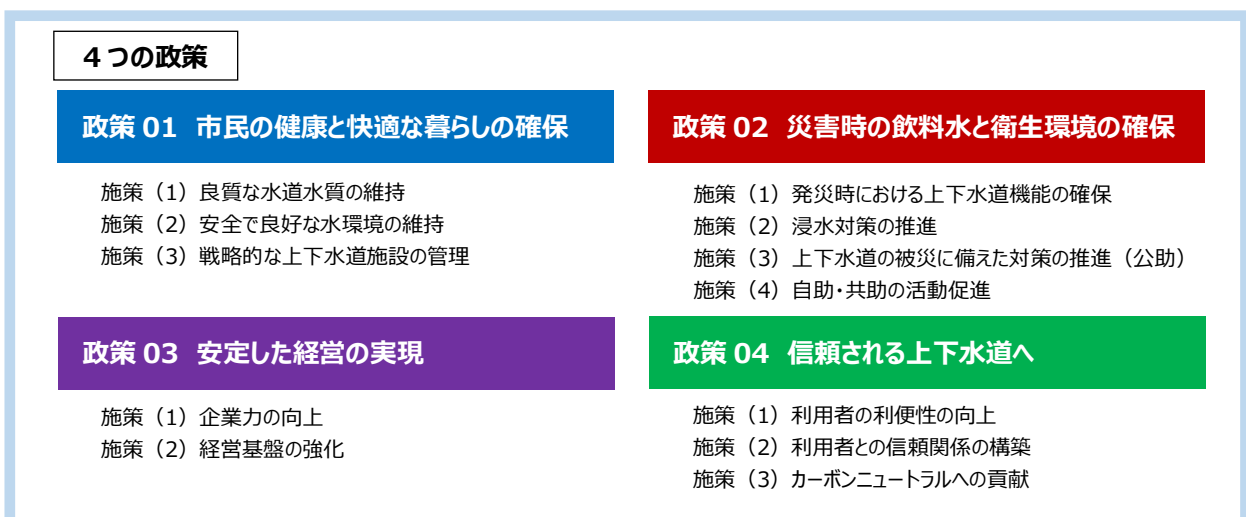 ４つの政策
政策 01 市民の健康と快適な暮らしの確保
施策（1）良質な水道水質の維持
施策（2）安全で良好な水環境の維持
施策（3）戦略的な上下水道施設の管理
政策 02 災害時の飲料水と衛生環境の確保
施策（1）発災時における上下水道機能の確保
施策（2）浸水対策の推進
施策（3）上下水道の被災に備えた対策の推進（公助）
施策（4）自助・共助の活動促進
政策 03 安定した経営の実現
施策（1）企業力の向上
施策（2）経営基盤の強化
政策 04 信頼される上下水道へ
施策（1）利用者の利便性の向上
施策（2）利用者との信頼関係の構築
施策（3）カーボンニュートラルへの貢献